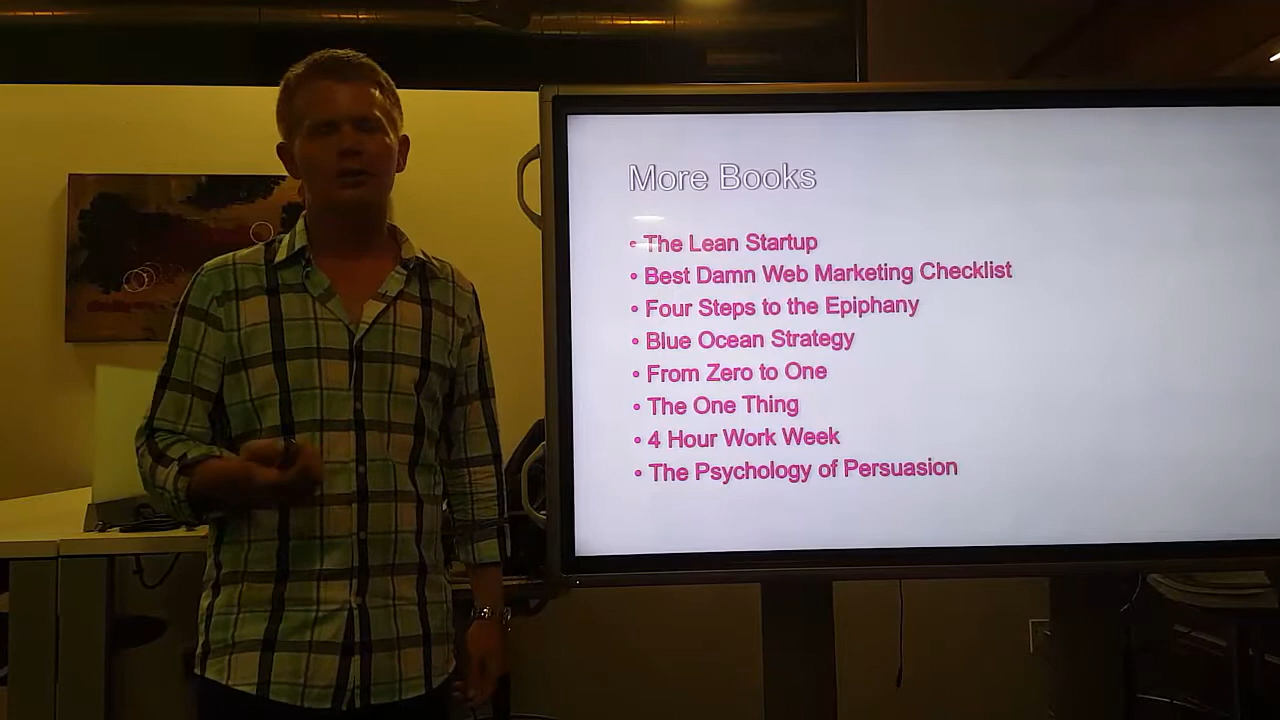 More Books
• The Lean Startup
• Best Damn Web Marketing Checklist
• Four Steps to the Epiphany
• Blue Ocean Strategy
• From Zero to One
• The One Thing
• 4 Hour Work Week
• The Psychology of Persuasion